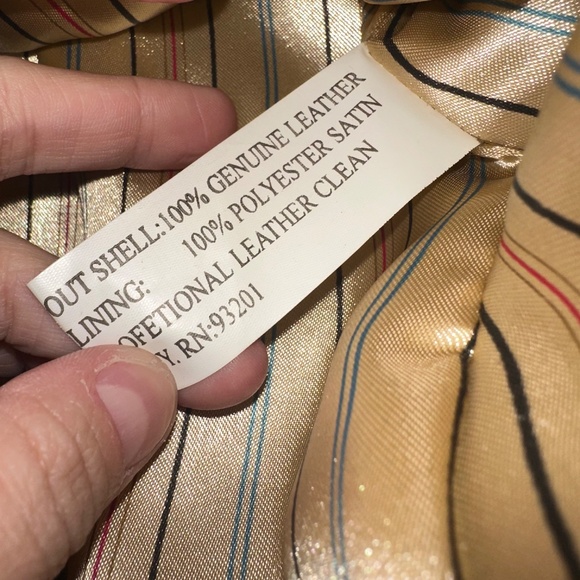 OUT SHELL:100% GENUINE LEATHER
LINING: 100% POLYESTER SATIN
OFETIONAL LEATHER CLEAN
Y. RN:93201